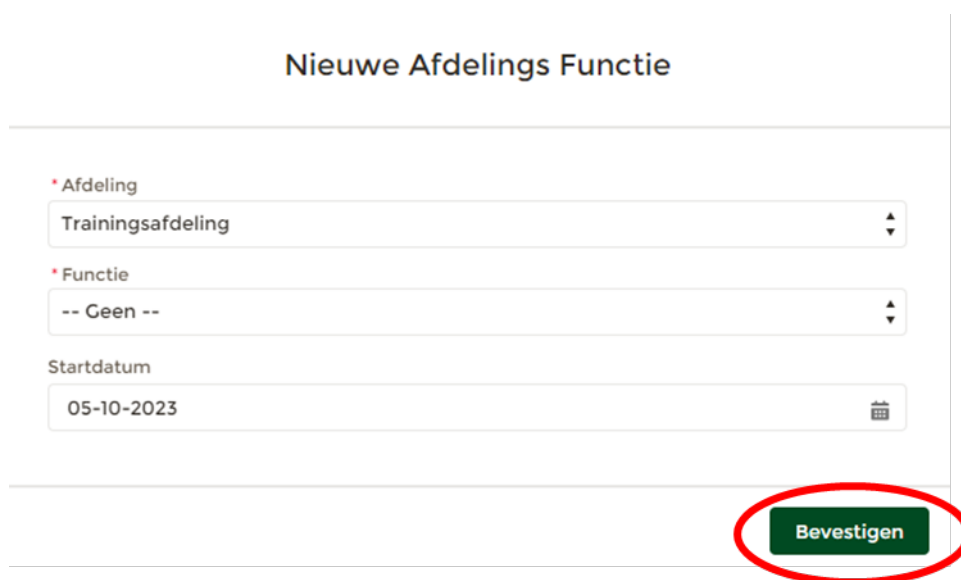 Nieuwe Afdelings Functie
* Afdeling
Trainingsafdeling
* Functie
-- Geen --
Startdatum
05-10-2023
Bevestigen